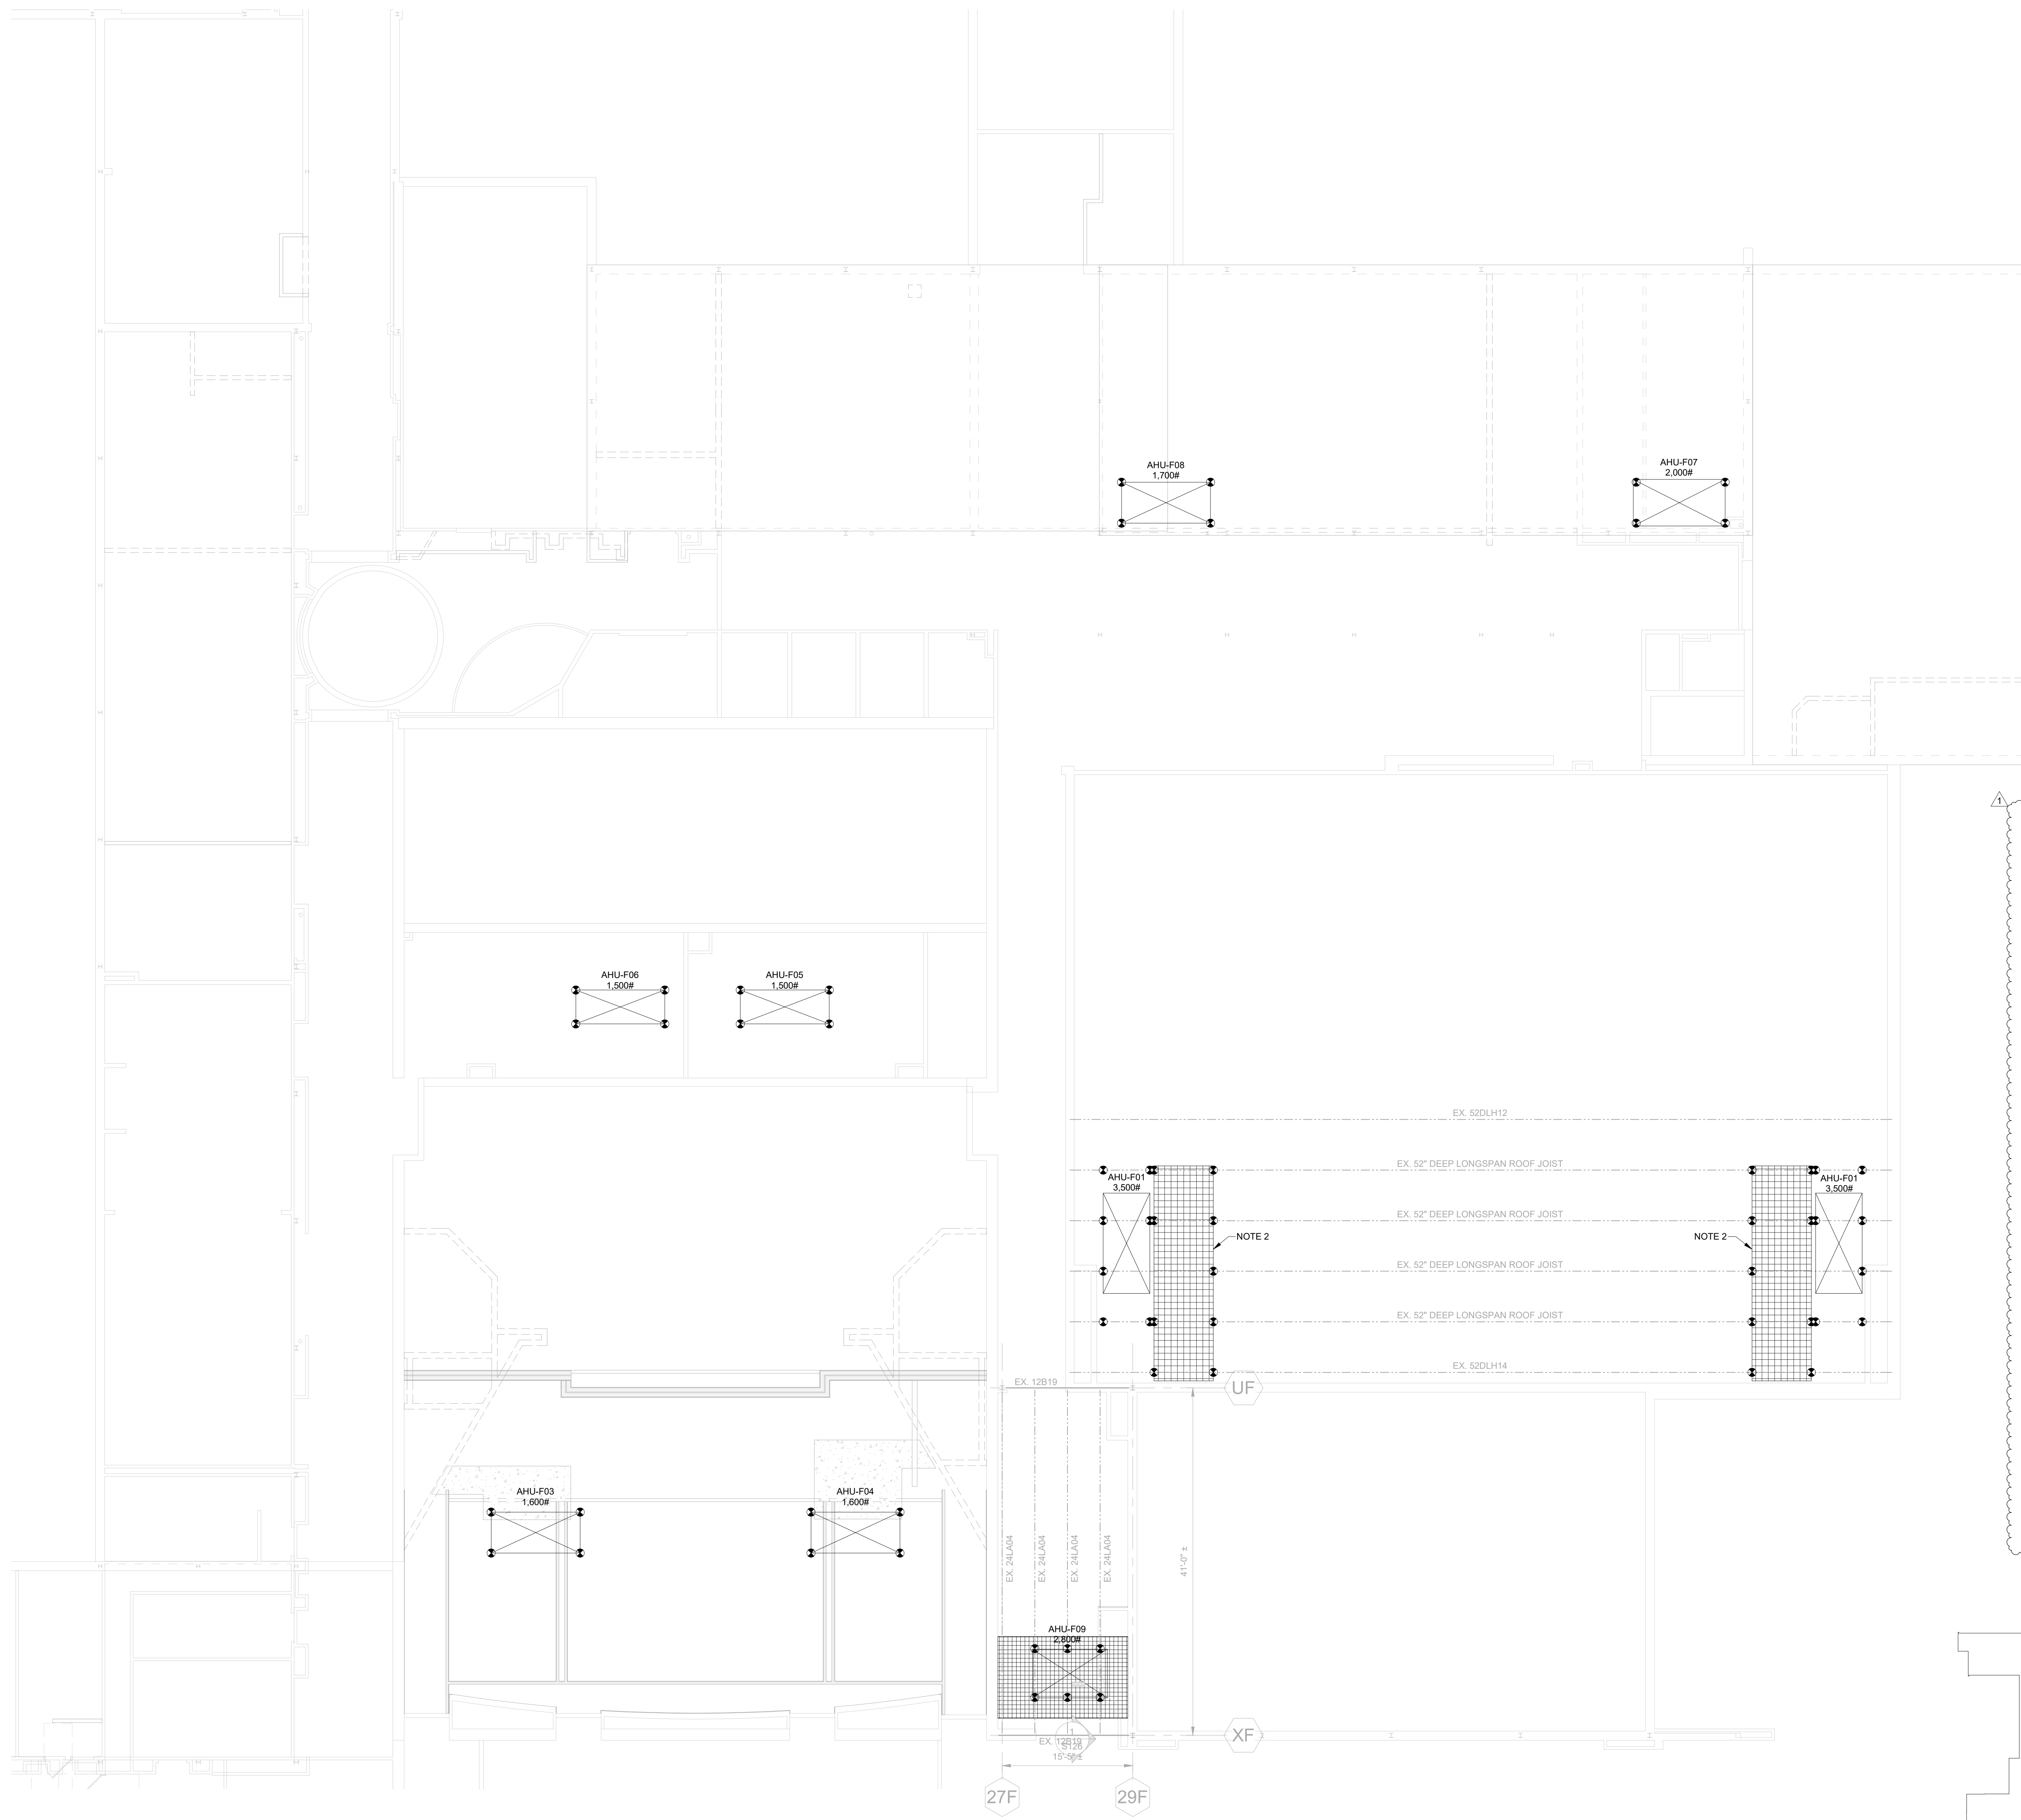 AHU-F08
1,700#
AHU-F07
2,000#
1
AHU-F06
1,500#
AHU-F05
1,500#
EX. 52DLH12
EX. 52" DEEP LONGSPAN ROOF JOIST
AHU-F01
3,500#
AHU-F01
3,500#
EX. 52" DEEP LONGSPAN ROOF JOIST
NOTE 2
NOTE 2
EX. 52" DEEP LONGSPAN ROOF JOIST
EX. 52" DEEP LONGSPAN ROOF JOIST
EX. 52DLH14
EX. 12B19
UF
AHU-F03
1,600#
AHU-F04
1,600#
EX. 24LA04
EX. 24LA04
EX. 24LA04
EX. 24LA04
41'-0" ±
AHU-F09
2,800#
1
S126
EX. 12B19
XF
15'-5" ±
27F
29F